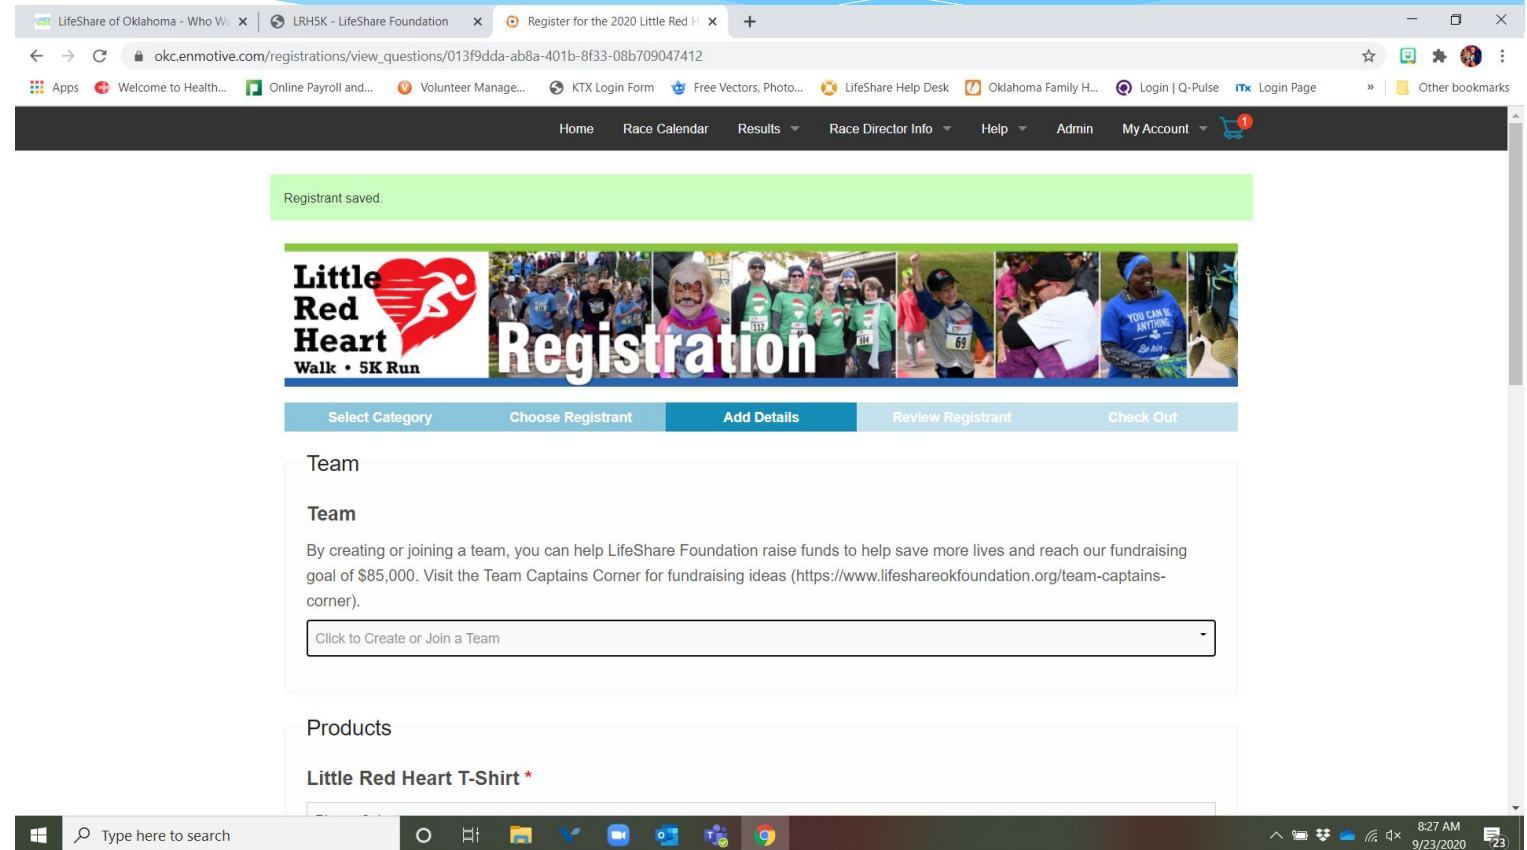 LifeShare of Oklahoma - Who We
LRH5K - LifeShare Foundation
Register for the 2020 Little Red H
okc.enmotive.com/registrations/view_questions/013f9dda-ab8a-401b-8f33-08b709047412
Apps
Welcome to Health...
Online Payroll and...
Volunteer Manage...
KTX Login Form
Free Vectors, Photo...
LifeShare Help Desk
Oklahoma Family H...
Login | Q-Pulse
iTx Login Page
»
Other bookmarks
Home
Race Calendar
Results
Race Director Info
Help
Admin
My Account
1
Registrant saved.
Little
Red
Heart
Walk • 5K Run
Registration
112
69
YOU CAN BE
ANYTHING
Select Category
Choose Registrant
Add Details
Review Registrant
Check Out
Team
Team
By creating or joining a team, you can help LifeShare Foundation raise funds to help save more lives and reach our fundraising
goal of $85,000. Visit the Team Captains Corner for fundraising ideas (https://www.lifeshareokfoundation.org/team-captains-
corner).
Click to Create or Join a Team
Products
Little Red Heart T-Shirt *
Type here to search
8:27 AM
9/23/2020
23